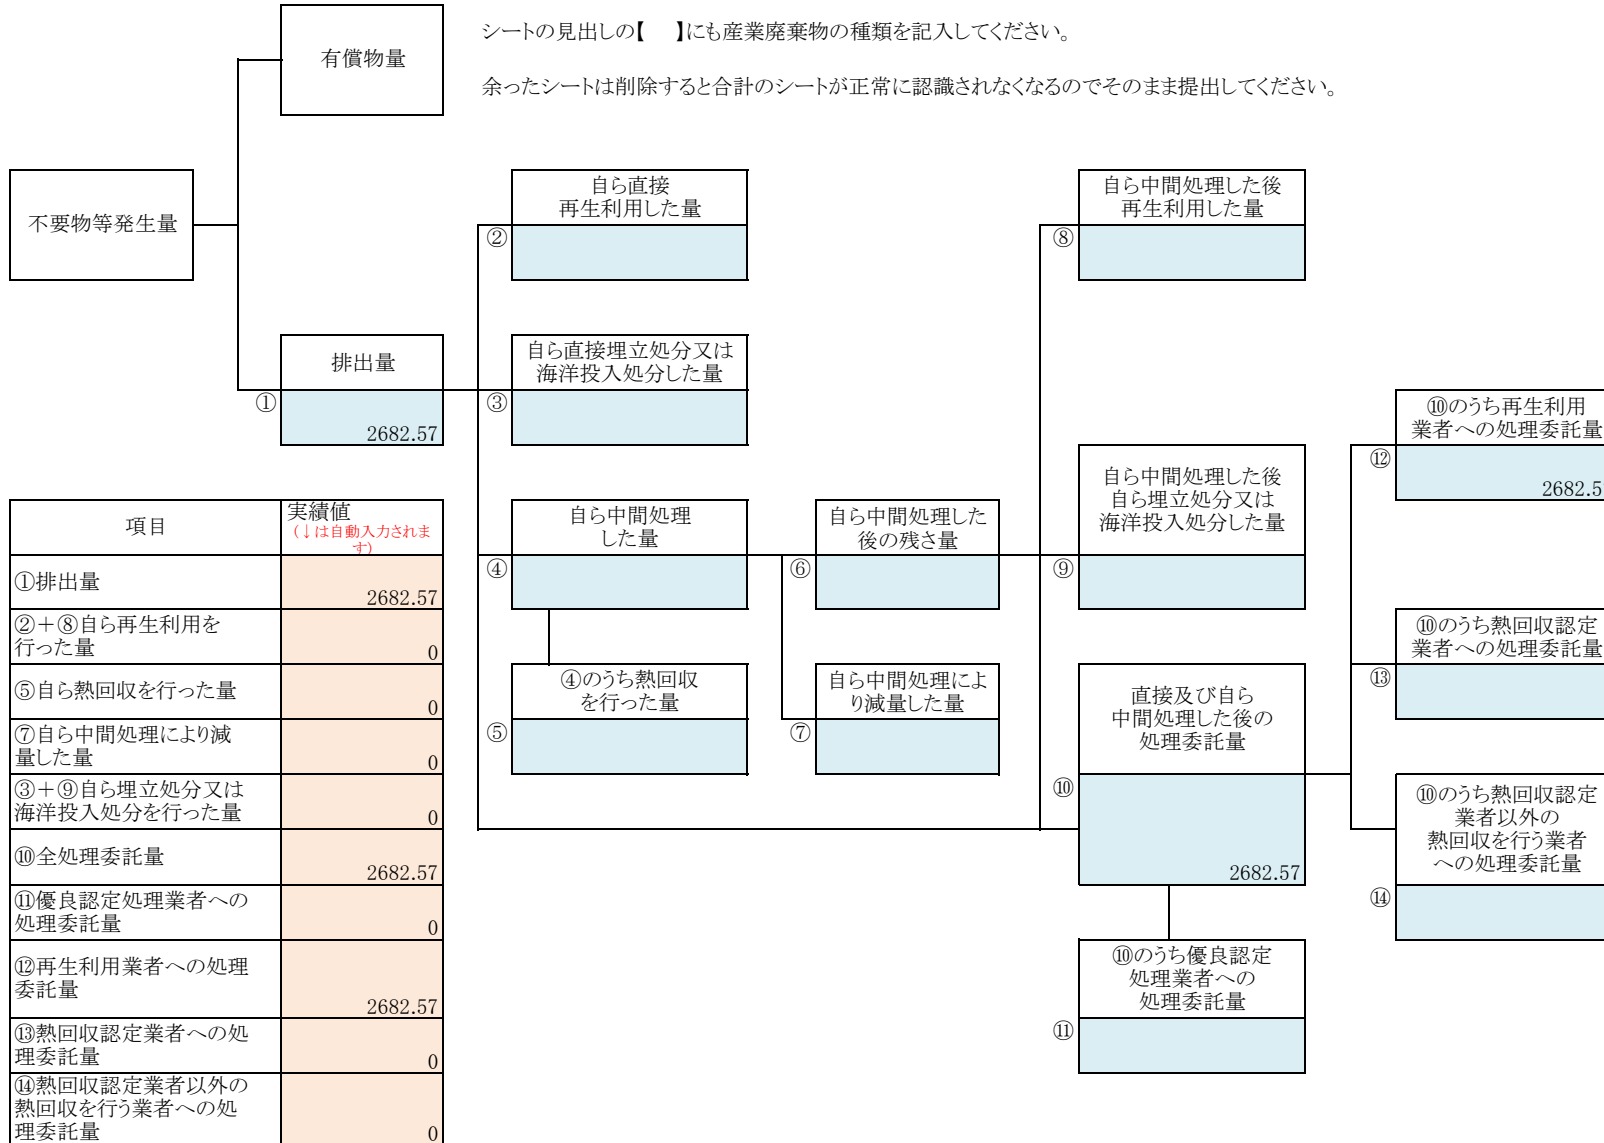 シートの見出しの【　】にも産業廃棄物の種類を記入してください。
有償物量
余ったシートは削除すると合計のシートが正常に認識されなくなるのでそのまま提出してください。
不要物等発生量
自ら直接
再生利用した量
②
自ら中間処理した後
再生利用した量
⑧
排出量
①
2682.57
自ら直接埋立処分又は
海洋投入処分した量
③
⑩のうち再生利用
業者への処理委託量
⑫
2682.5
自ら中間処理
した量
④
自ら中間処理した
後の残さ量
⑥
自ら中間処理した後
自ら埋立処分又は
海洋投入処分した量
⑨
⑩のうち熱回収認定
業者への処理委託量
⑬
④のうち熱回収
を行った量
⑤
自ら中間処理によ
り減量した量
⑦
直接及び自ら
中間処理した後の
処理委託量
⑩
2682.57
⑩のうち熱回収認定
業者以外の
熱回収を行う業者
への処理委託量
⑭
⑩のうち優良認定
処理業者への
処理委託量
⑪
項目
実績値
(↓は自動入力されま
す)
①排出量
2682.57
②＋⑧自ら再生利用を
行った量
0
⑤自ら熱回収を行った量
0
⑦自ら中間処理により減
量した量
0
③＋⑨自ら埋立処分又は
海洋投入処分を行った量
0
⑩全処理委託量
2682.57
⑪優良認定処理業者への
処理委託量
0
⑫再生利用業者への処理
委託量
2682.57
⑬熱回収認定業者への処
理委託量
0
⑭熱回収認定業者以外の
熱回収を行う業者への処
理委託量
0